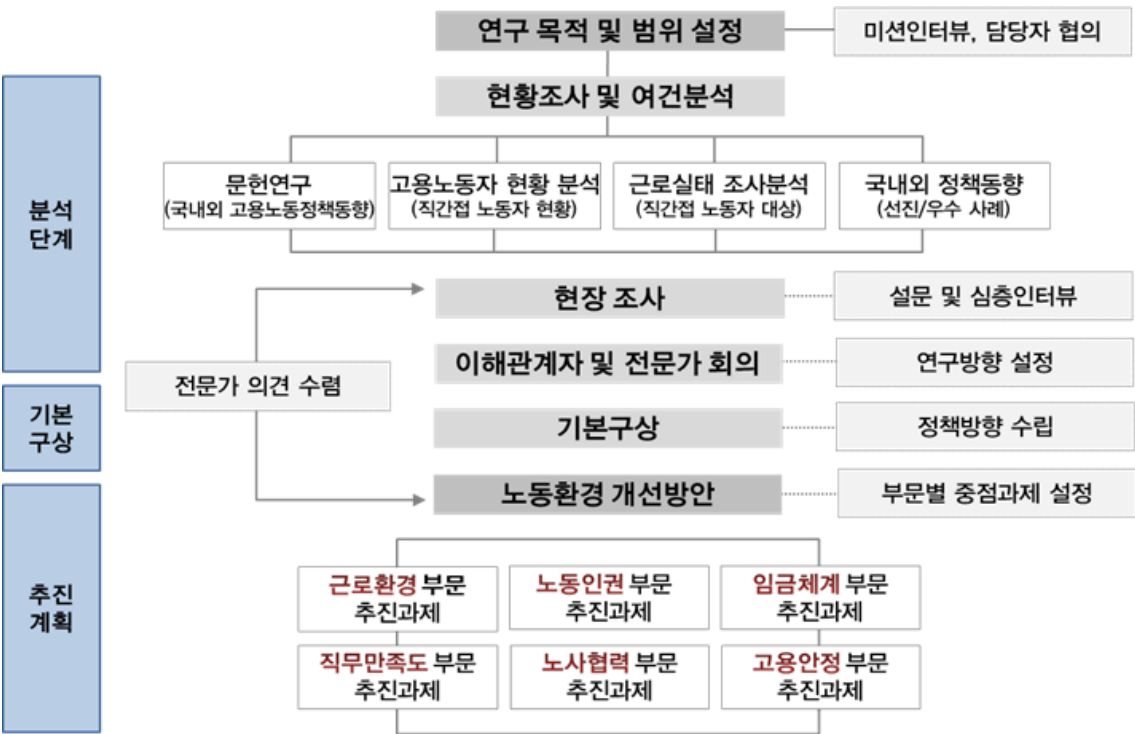 연구 목적 및 범위 설정
미션인터뷰, 담당자 협의
현황조사 및 여건분석
분석
단계
문헌연구
(국내외 고용노동정책동향)
고용노동자 현황 분석
(직간접 노동자 현황)
근로실태 조사분석
(직간접 노동자 대상)
국내외 정책동향
(선진/우수 사례)
현장 조사
설문 및 심층인터뷰
이해관계자 및 전문가 회의
연구방향 설정
전문가 의견 수렴
기본
구상
기본구상
정책방향 수립
노동환경 개선방안
부문별 중점과제 설정
추진
계획
근로환경 부문
추진과제
노동인권 부문
추진과제
임금체계 부문
추진과제
직무만족도 부문
추진과제
노사협력 부문
추진과제
고용안정 부문
추진과제